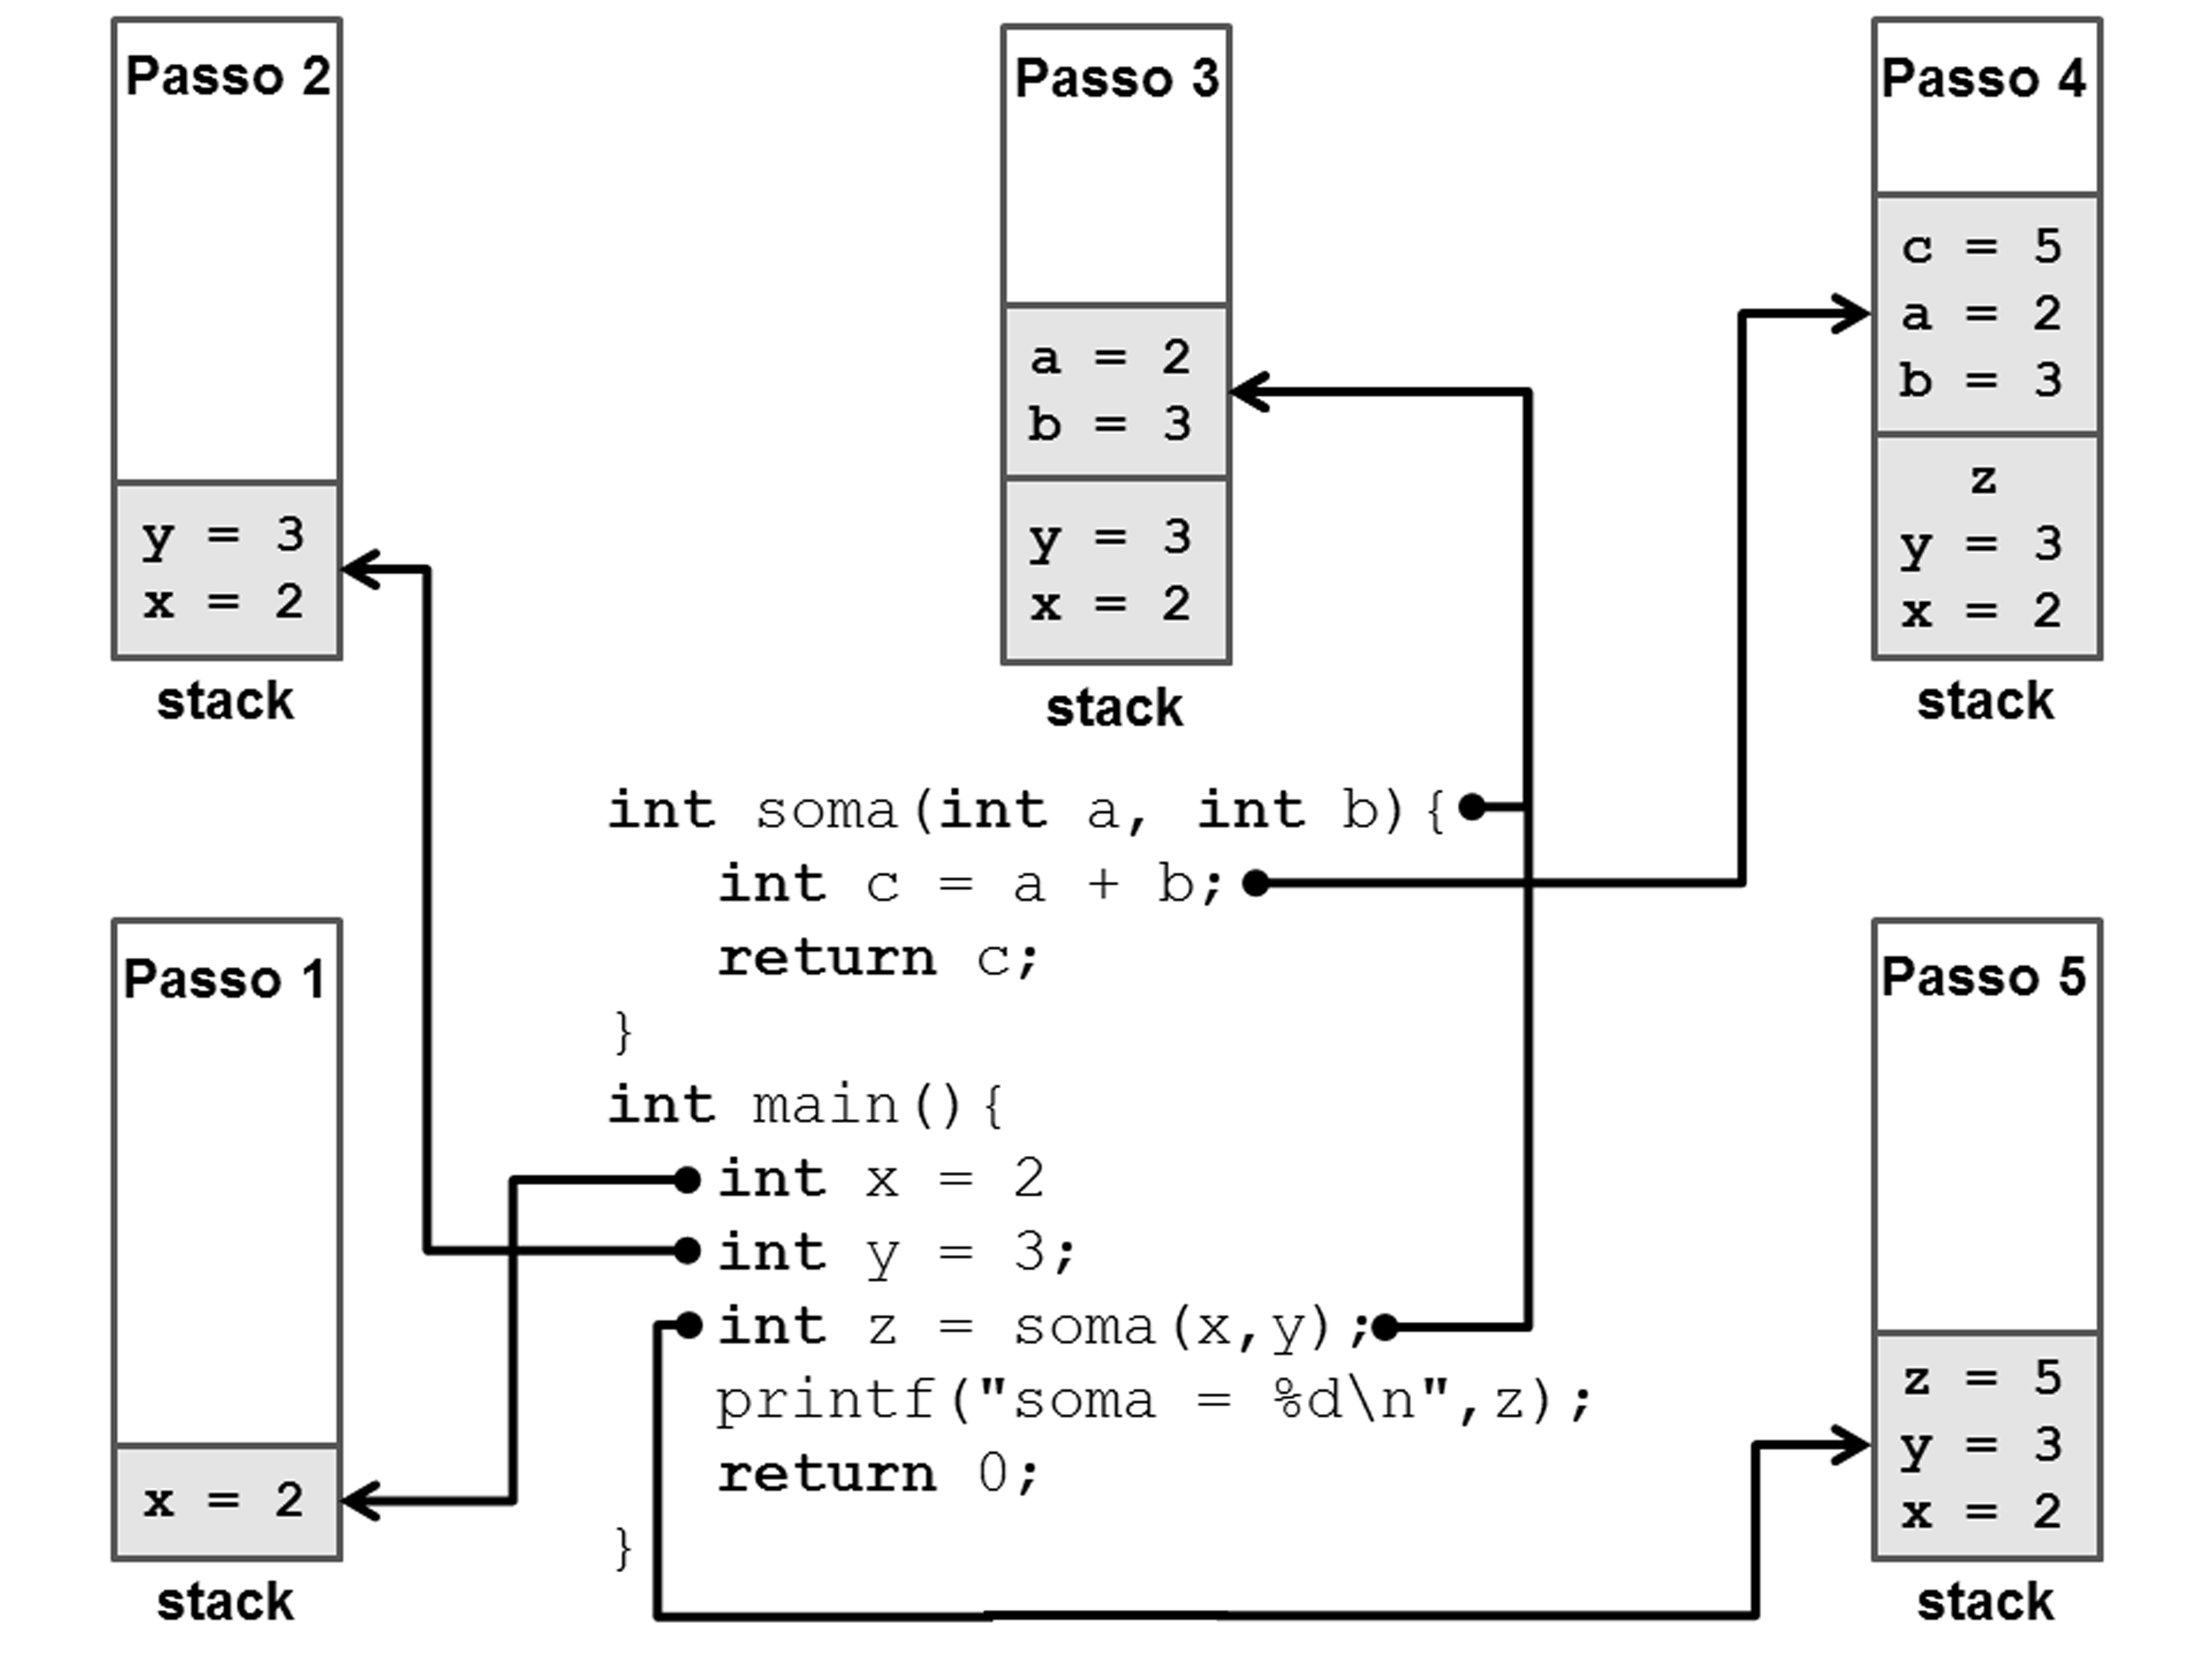 Passo 2
y = 3
x = 2
stack
Passo 3
a = 2
b = 3
y = 3
x = 2
stack
Passo 4
c = 5
a = 2
b = 3
z
y = 3
x = 2
stack
int soma(int a, int b){
int c = a + b;
return c;
}
int main(){
int x = 2
int y = 3;
int z = soma(x,y);
printf("soma = %d\n",z);
return 0;
}
Passo 1
x = 2
stack
Passo 5
z = 5
y = 3
x = 2
stack